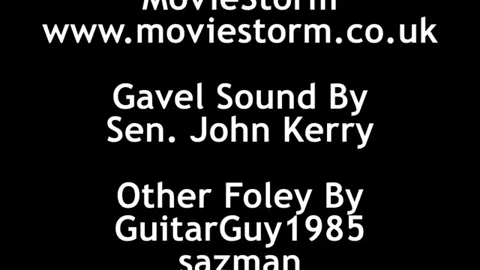 MovieStorm
www.moviestorm.co.uk
Gavel Sound By
Sen. John Kerry
Other Foley By
GuitarGuy1985
sazman